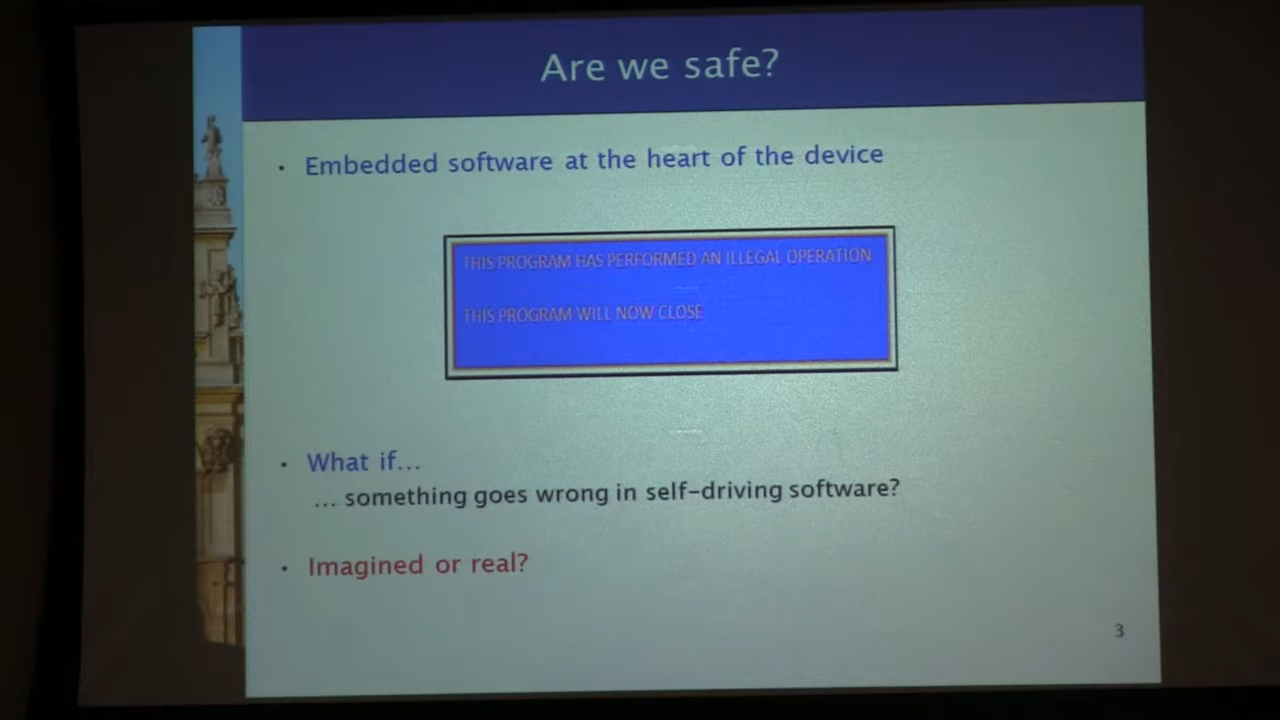 Are we safe?
· Embedded software at the heart of the device
THIS PROGRAM HAS PERFORMED AN ILLEGAL OPERATION
THIS PROGRAM WILL NOW CLOSE
· What if...
... something goes wrong in self-driving software?
· Imagined or real?
3